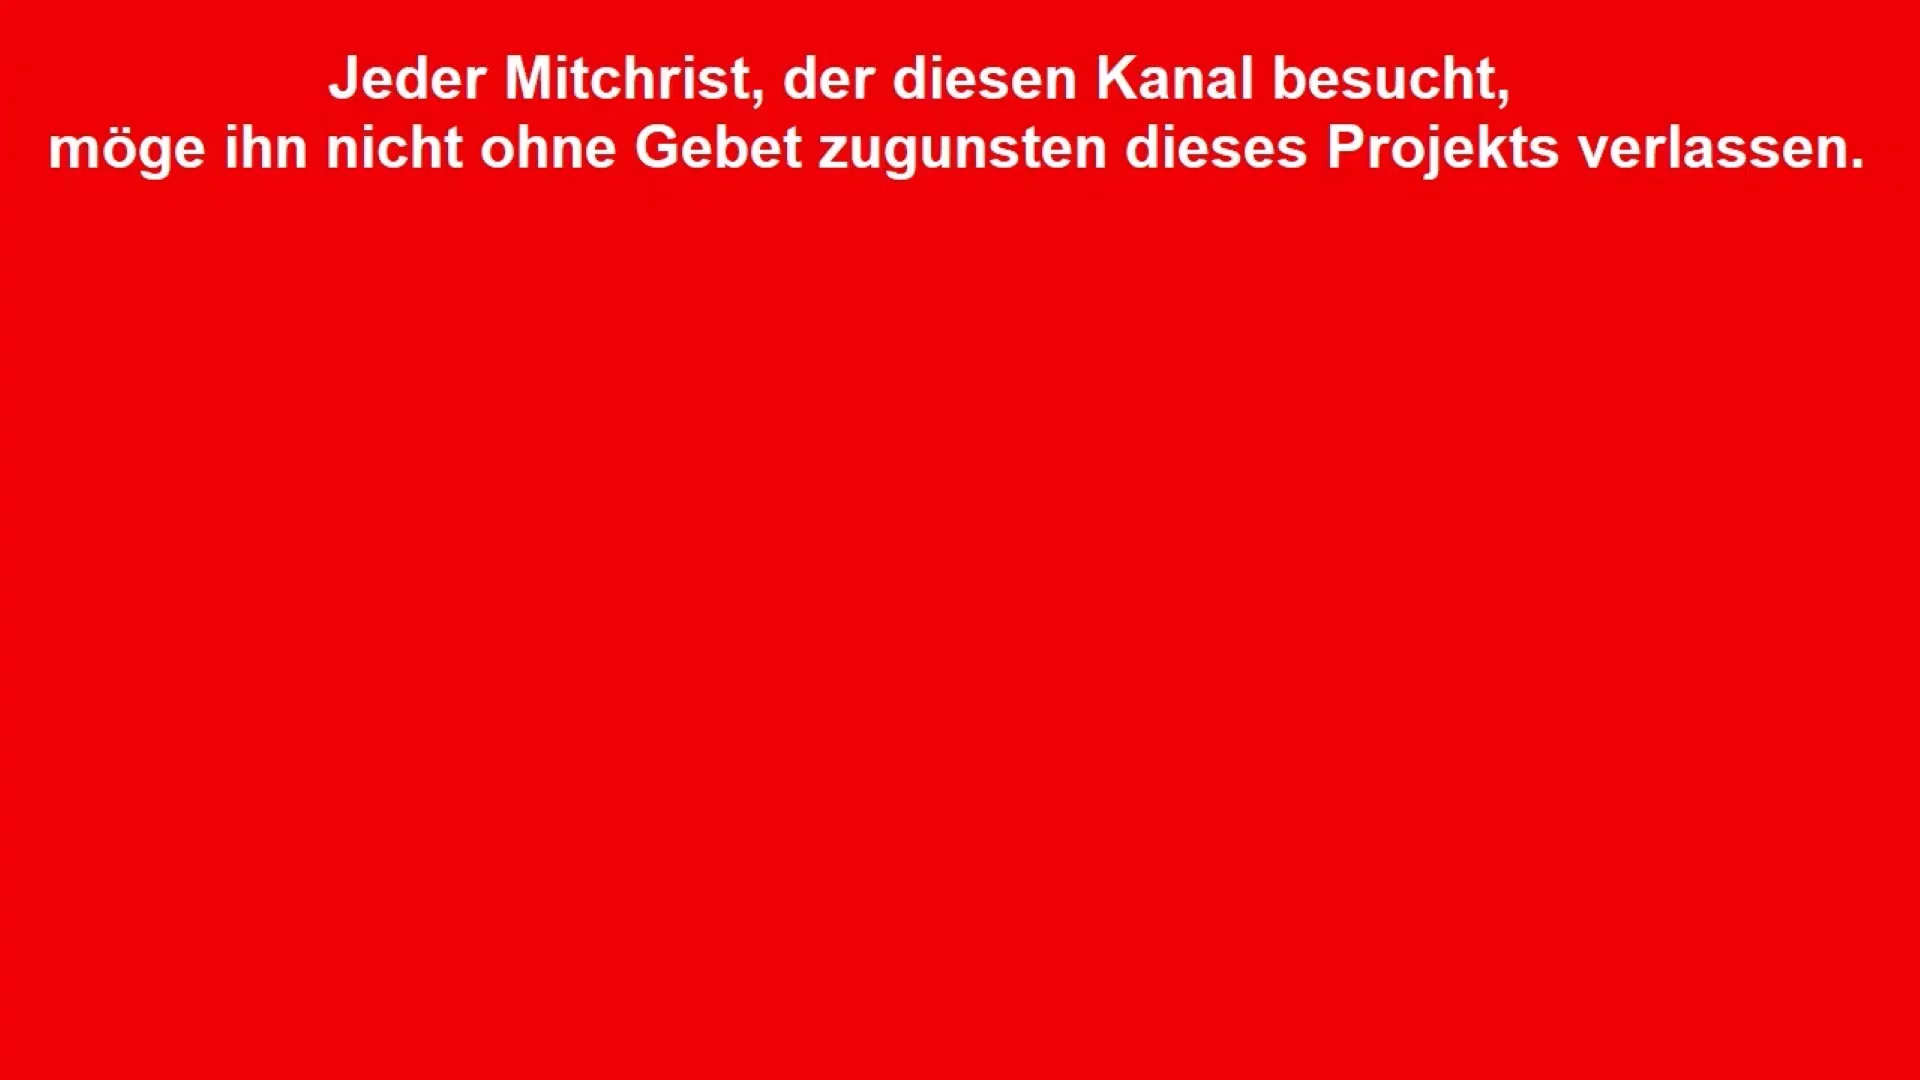 Jeder Mitchrist, der diesen Kanal besucht,
möge ihn nicht ohne Gebet zugunsten dieses Projekts verlassen.